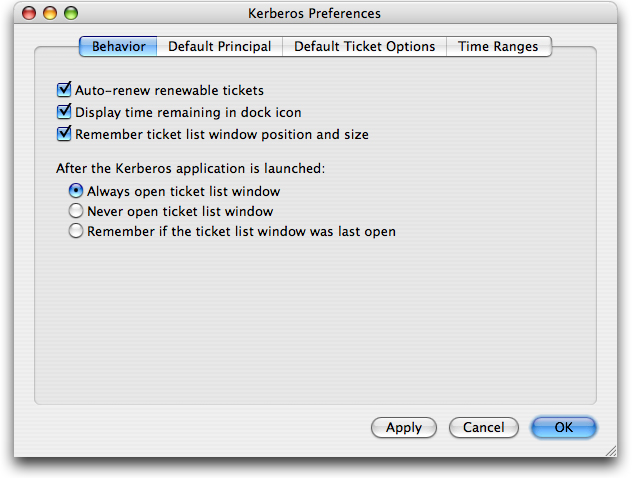 Kerberos Preferences
Behavior Default Principal Default Ticket Options Time Ranges
Auto-renew renewable tickets
Display time remaining in dock icon
Remember ticket list window position and size
After the Kerberos application is launched:
Always open ticket list window
Never open ticket list window
Remember if the ticket list window was last open
Apply Cancel OK